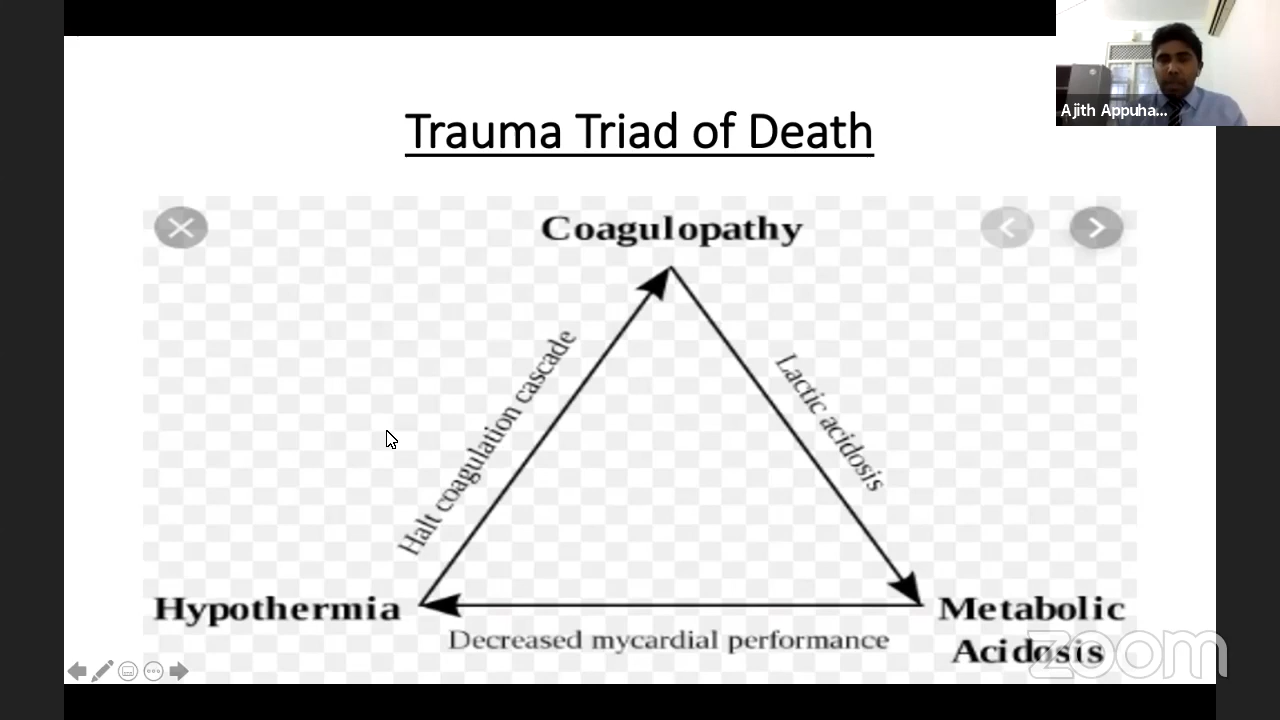 Ajith Appuha...
Trauma Triad of Death
Coagulopathy
Halt coagulation cascade
Lactic acidosis
Hypothermia
Metabolic
Acidosis
Decreased mycardial performance
zoom